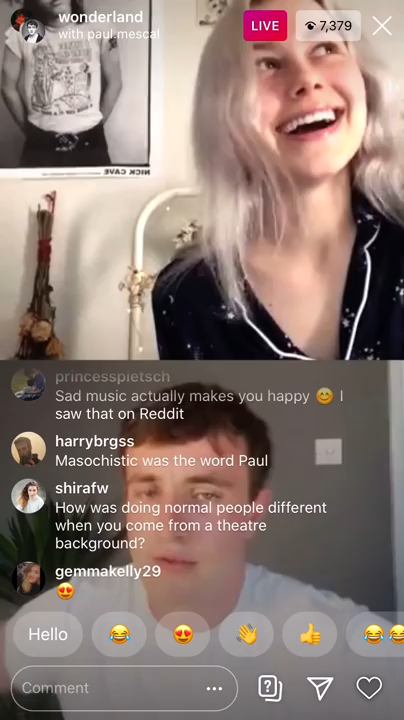 wonderland
with paul.mescal
LIVE
7,379
NICK CAVE
princesspietsch
Sad music actually makes you happy 😊 I
saw that on Reddit
harrybrgss
Masochistic was the word Paul
shirafw
How was doing normal people different
when you come from a theatre
background?
gemmakelly29
😍
Hello 😂 😍 👋 👍 😂😂
Comment